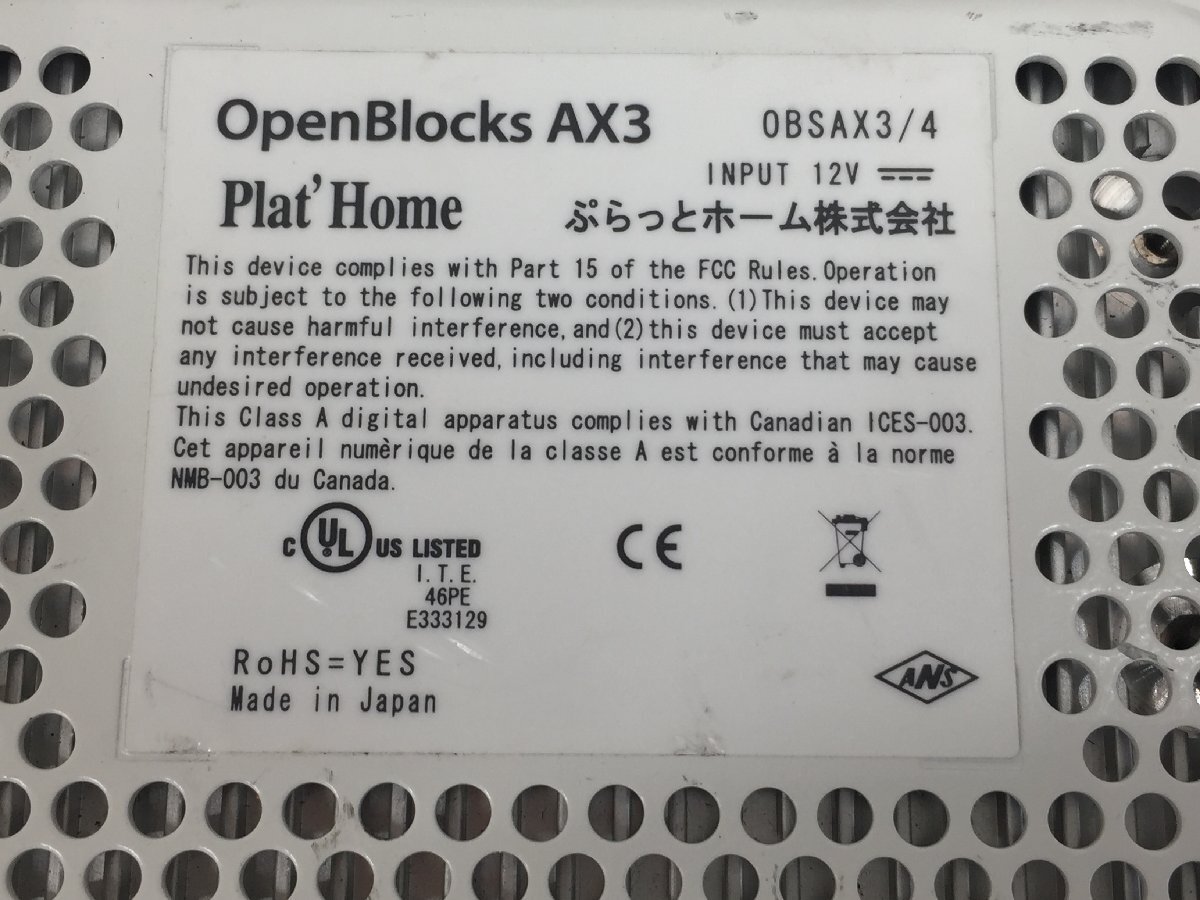 OpenBlocks AX3 OBSAX3/4
INPUT 12V
Plat'Home ぷらっとホーム株式会社
This device complies with Part 15 of the FCC Rules. Operation
is subject to the following two conditions. (1)This device may
not cause harmful interference, and(2)this device must accept
any interference received, including interference that may cause
undesired operation.
This Class A digital apparatus complies with Canadian ICES-003.
Cet appareil numèrique de la classe A est conforme à la norme
NMB-003 du Canada.
C UL US LISTED
I.T.E.
46PE
E333129
CE
RoHS=YES
Made in Japan
ANS